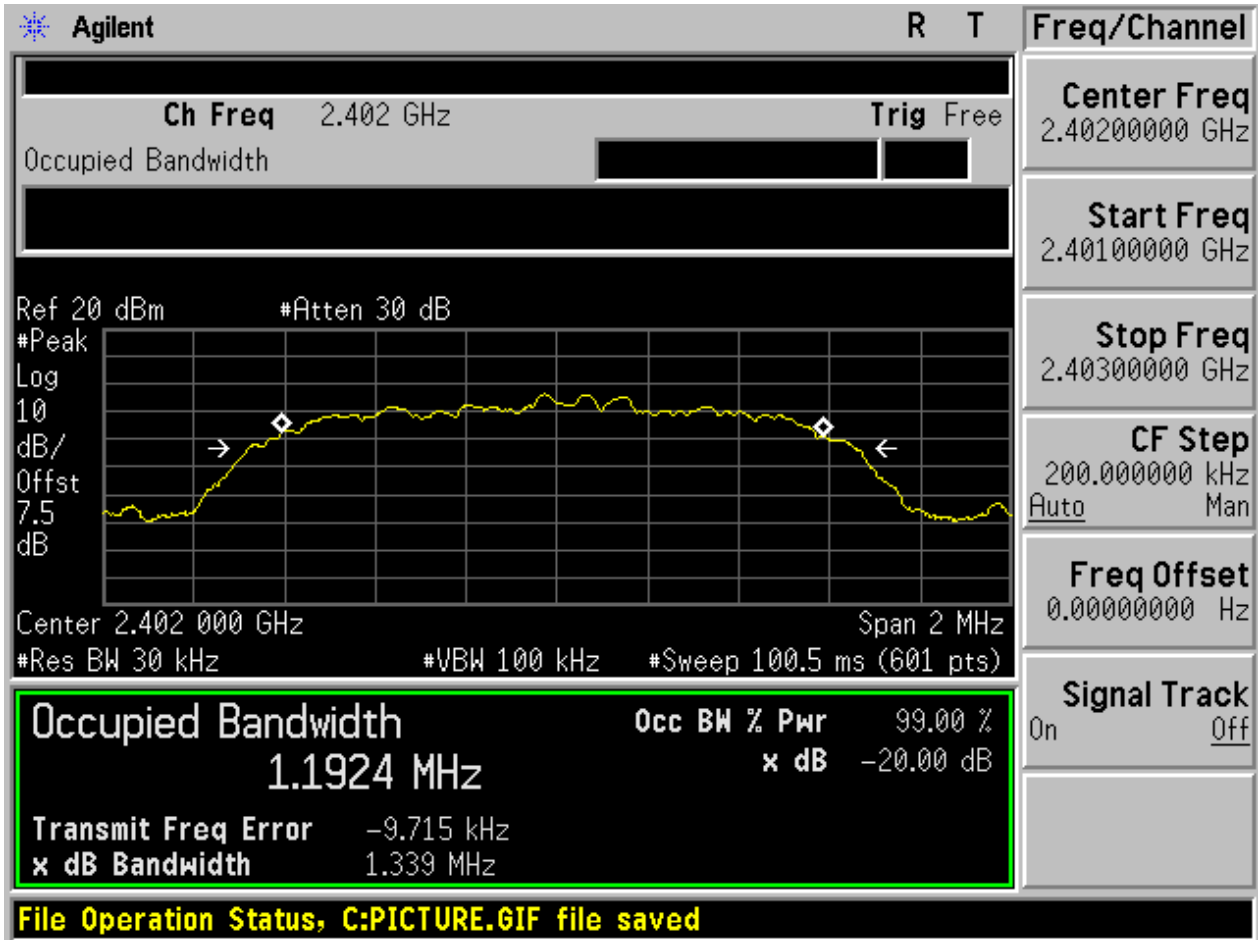 Agilent R T
Ch Freq 2.402 GHz Trig Free
Occupied Bandwidth
Ref 20 dBm #Atten 30 dB
#Peak
Log
10
dB/
Offst
7.5
dB
Center 2.402 000 GHz Span 2 MHz
#Res BW 30 kHz #VBW 100 kHz #Sweep 100.5 ms (601 pts)
Occupied Bandwidth
1.1924 MHz
Occ BW % Pwr 99.00 %
x dB -20.00 dB
Transmit Freq Error -9.715 kHz
x dB Bandwidth 1.339 MHz
File Operation Status, C:PICTURE.GIF file saved
Freq/Channel
Center Freq
2.40200000 GHz
Start Freq
2.40100000 GHz
Stop Freq
2.40300000 GHz
CF Step
200.000000 kHz
Auto Man
Freq Offset
0.00000000 Hz
Signal Track
On Off